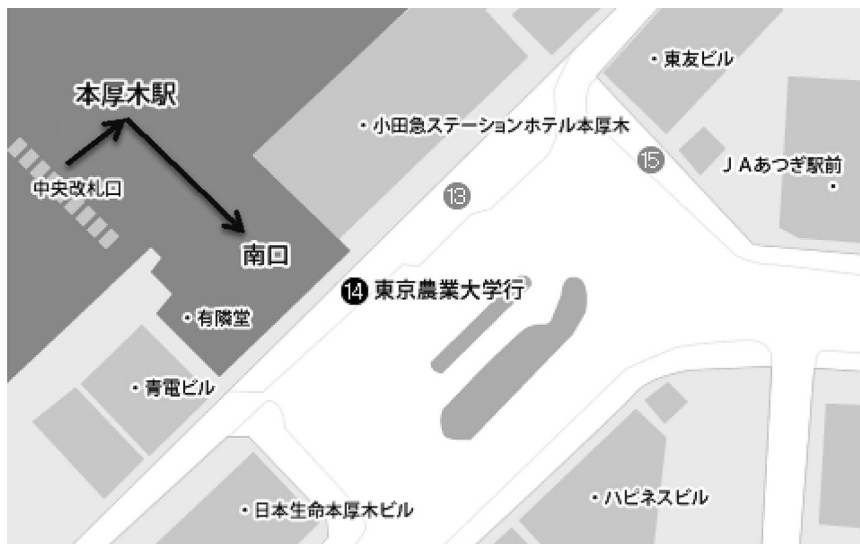 ・東友ビル
本厚木駅
・小田急ステーションホテル本厚木
⑮
JAあつぎ駅前
・
中央改札口
⑬
南口
⑭ 東京農業大学行
・有隣堂
・青電ビル
・ハピネスビル
・日本生命本厚木ビル